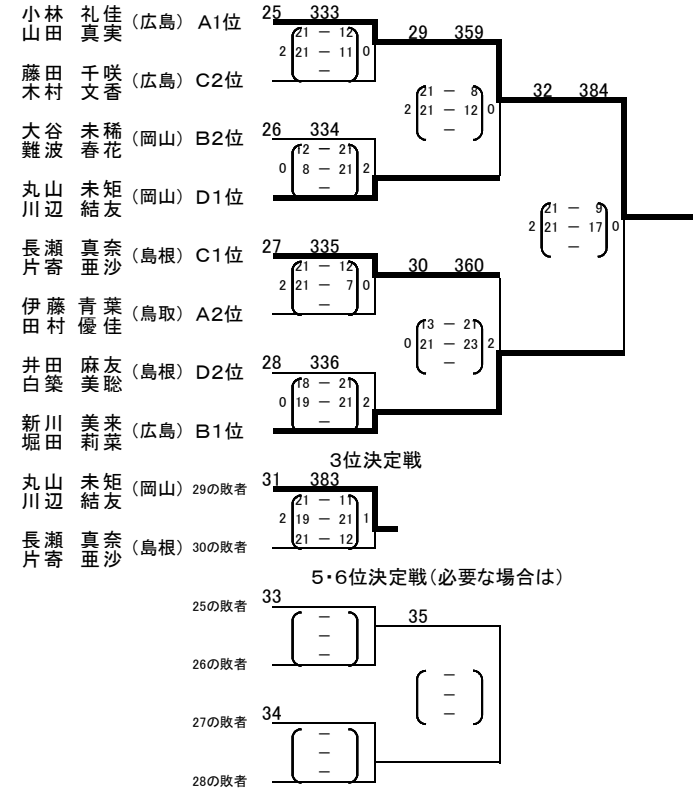 小林 礼佳
山田 真実
(広島) A1位
25 333
21 － 12
2 21 － 11 0
－
藤田 千咲
木村 文香
(広島) C2位
29 359
21 － 8
2 21 － 12 0
－
大谷 未稀
難波 春花
(岡山) B2位
26 334
12 － 21
0 8 － 21 2
－
丸山 未矩
川辺 結友
(岡山) D1位
32 384
21 － 9
2 21 － 17 0
－
長瀬 真奈
片寄 亜沙
(島根) C1位
27 335
21 － 12
2 21 － 7 0
－
伊藤 青葉
田村 優佳
(鳥取) A2位
30 360
13 － 21
0 21 － 23 2
－
井田 麻友
白築 美聡
(島根) D2位
28 336
18 － 21
0 19 － 21 2
－
新川 美来
堀田 莉菜
(広島) B1位
3位決定戦
丸山 未矩
川辺 結友
(岡山) 29の敗者
31 383
21 － 11
2 19 － 21 1
21 － 12
長瀬 真奈
片寄 亜沙
(島根) 30の敗者
5・6位決定戦(必要な場合は)
25の敗者
33
－
－
－
26の敗者
35
－
－
－
27の敗者
34
－
－
－
28の敗者